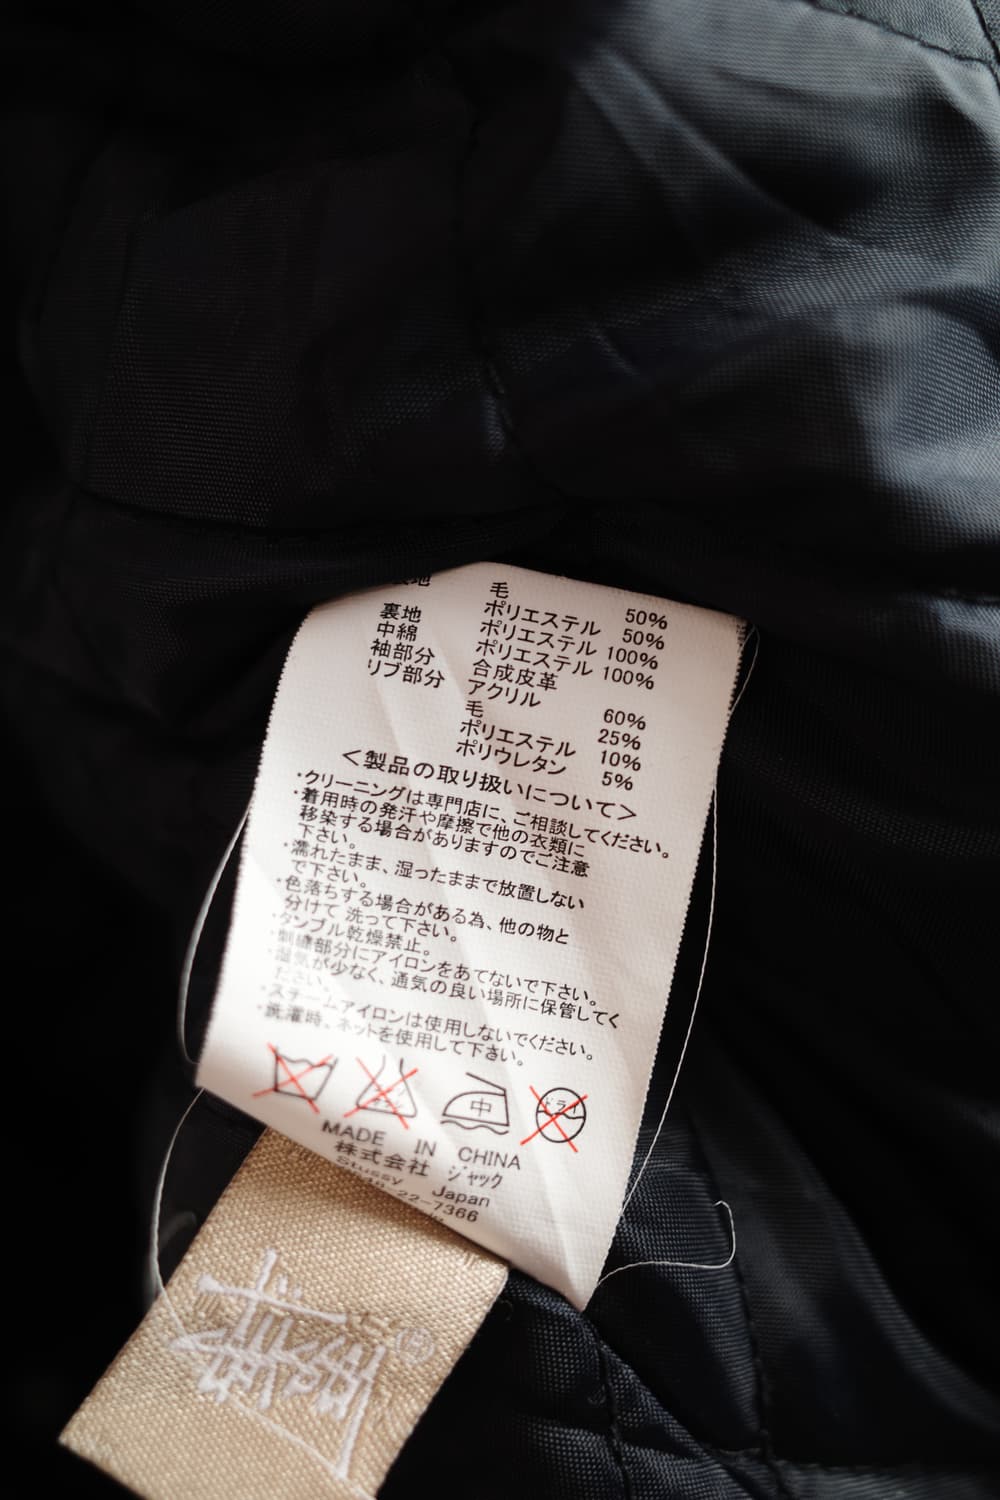 毛 50%
ポリエステル 50%
裏地 ポリエステル 100%
中綿 ポリエステル 100%
袖部分 合成皮革
リブ部分 アクリル 60%
毛 25%
ポリエステル 10%
ポリウレタン 5%
<製品の取り扱いについて>
・クリーニングは専門店に、ご相談してください。
・着用時の発汗や摩擦で他の衣類に
移染する場合がありますのでご注意
下さい。
・濡れたまま、湿ったままで放置しない
で下さい。
・色落ちする場合がある為、他の物と
分けて 洗って下さい。
・タンブル乾燥禁止。
・刺繍部分にアイロンをあてないで下さい。
・湿気が少なく、通気の良い場所に保管してく
ださい。
・スチームアイロンは使用しないでください。
・洗濯時、ネットを使用して下さい。
中 ドライ
MADE IN CHINA
株式会社 ジャック
Stussy Japan
22-7366